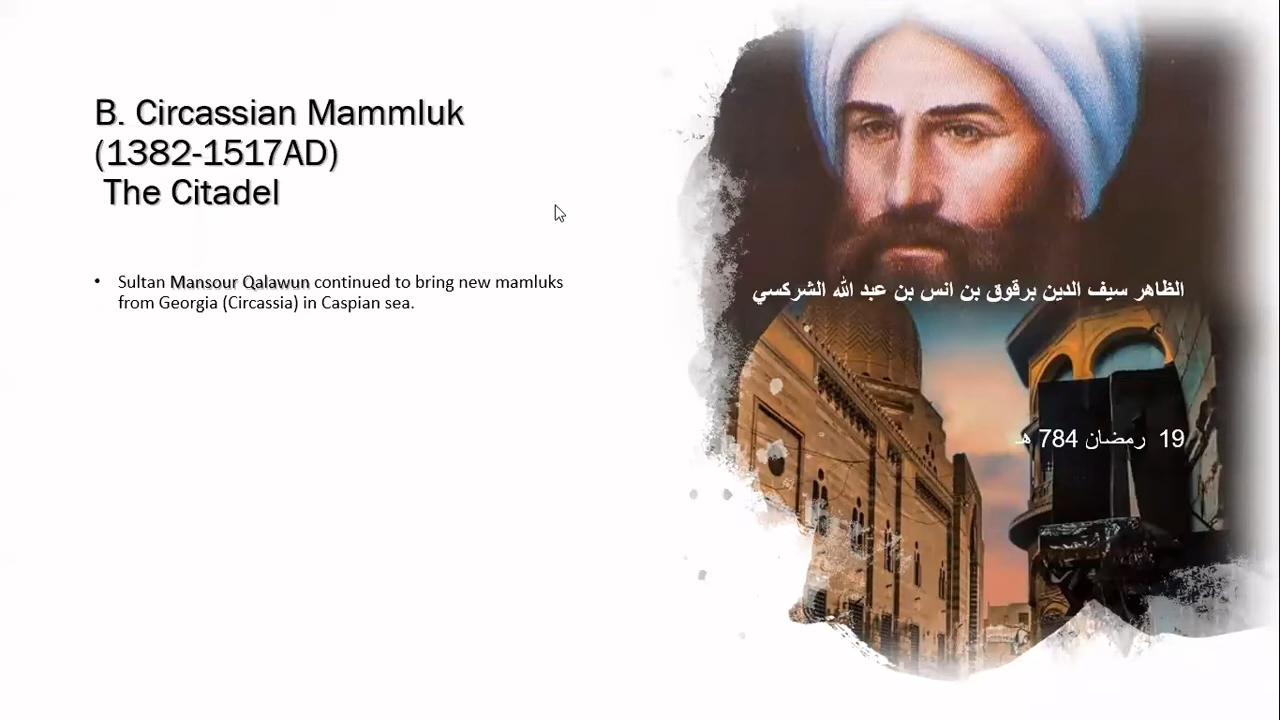 B. Circassian Mammluk
(1382-1517AD)
The Citadel
• Sultan Mansour Qalawun continued to bring new mamluks
from Georgia (Circassia) in Caspian sea.
الظاهر سيف الدين برقوق بن انس بن عبد الله الشركسي
19 رمضان 784 هـ